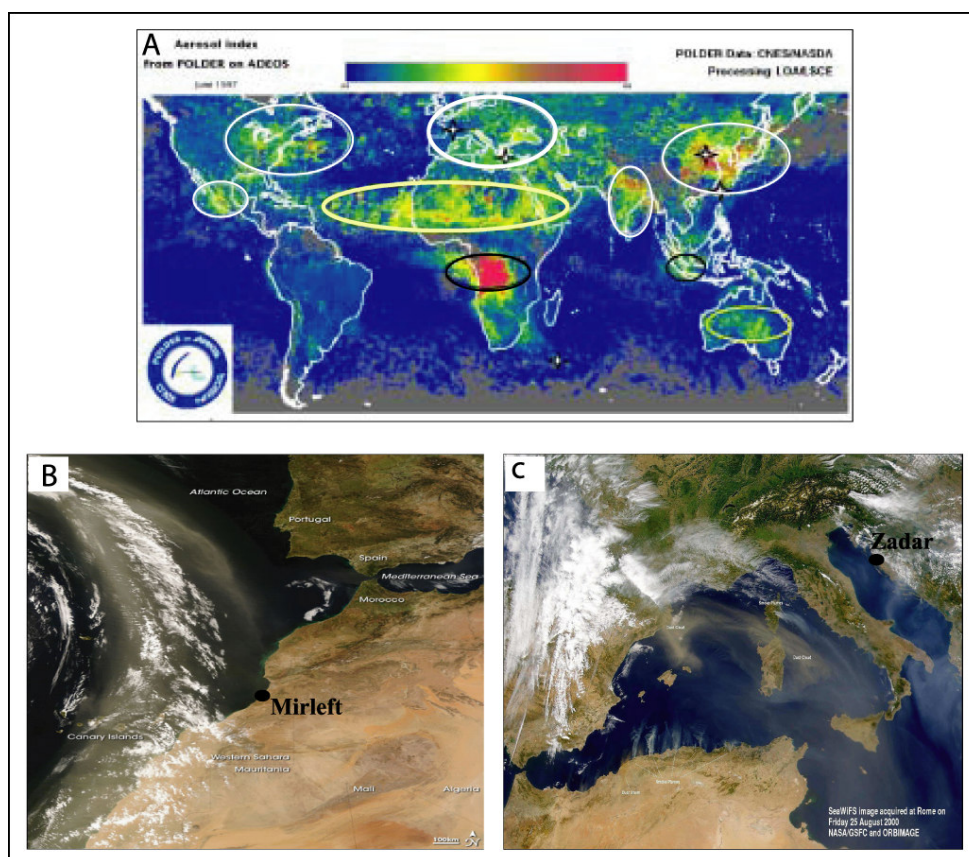 A
Aerosol Index
from POLDER on ADEOS
June 1997
POLDER Data: CNES/NASDA
Processing LOA/LSCE
B
Atlantic Ocean
Portugal
Spain
Mediterranean Sea
Morocco
Mirleft
Canary Islands
Western Sahara
Mauritania
Mali
Algeria
100km
C
Zadar
Dust Cloud
SeaWiFS Image acquired at Rome on
Friday 25 August 2000
NASA/GSFC and ORBIMAGE